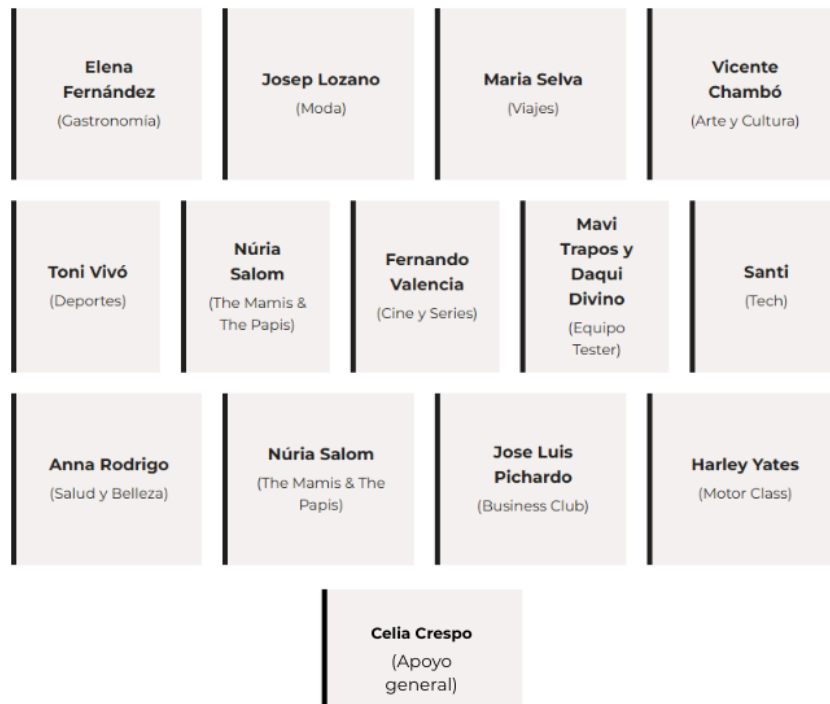 Elena
Fernández
(Gastronomía)
Josep Lozano
(Moda)
Maria Selva
(Viajes)
Vicente
Chambó
(Arte y Cultura)
Toni Vivó
(Deportes)
Núria
Salom
(The Mamis &
The Papis)
Fernando
Valencia
(Cine y Series)
Mavi
Trapos y
Daqui
Divino
(Equipo
Tester)
Santi
(Tech)
Anna Rodrigo
(Salud y Belleza)
Núria Salom
(The Mamis & The
Papis)
Jose Luis
Pichardo
(Business Club)
Harley Yates
(Motor Class)
Celia Crespo
(Apoyo
general)